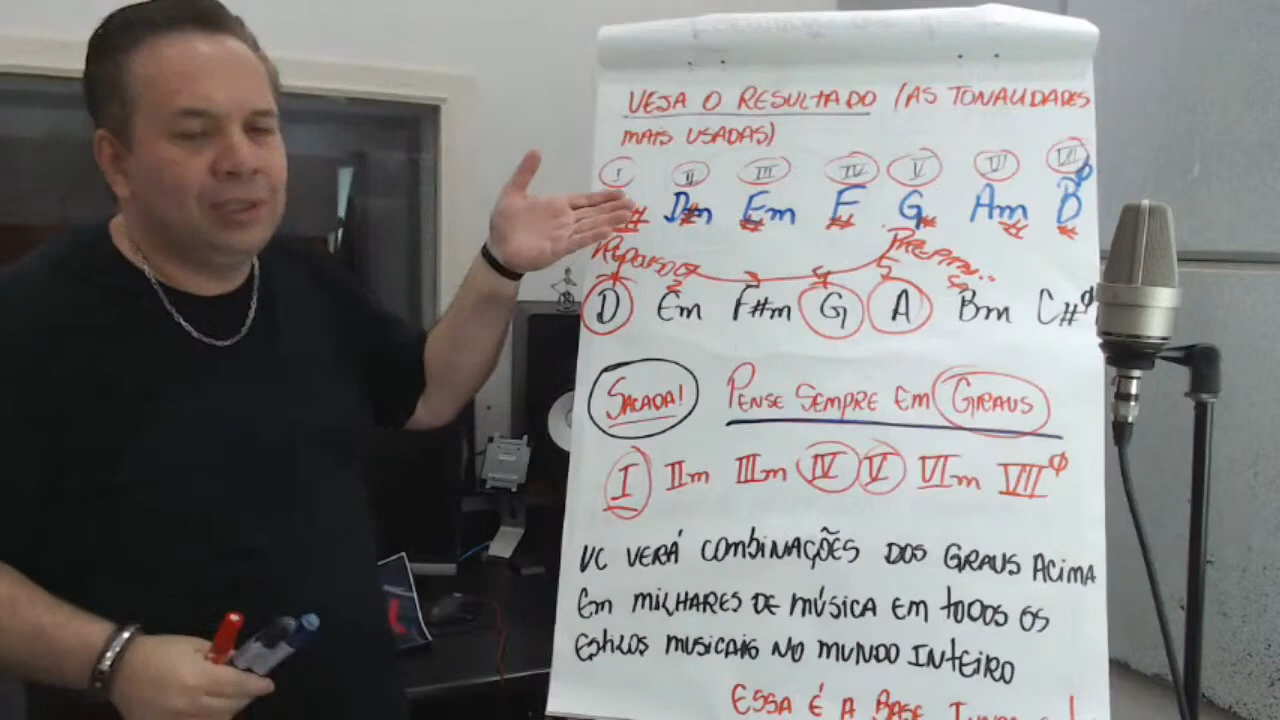 VEJA O RESULTADO (AS TONALIDADES
MAIS USADAS)
I II III IV V VI VII
# Dm Em F G Am Bø
REPOUSO
D Em F#m G A Bm C#ø
SACADA! PENSE SEMPRE EM GRAUS
I IIm IIIm IV V VIm VIIø
VC VERÁ COMBINAÇÕES DOS GRAUS ACIMA
EM MILHARES DE MÚSICA EM TODOS OS
ESTILOS MUSICAIS NO MUNDO INTEIRO
ESSA É A BASE